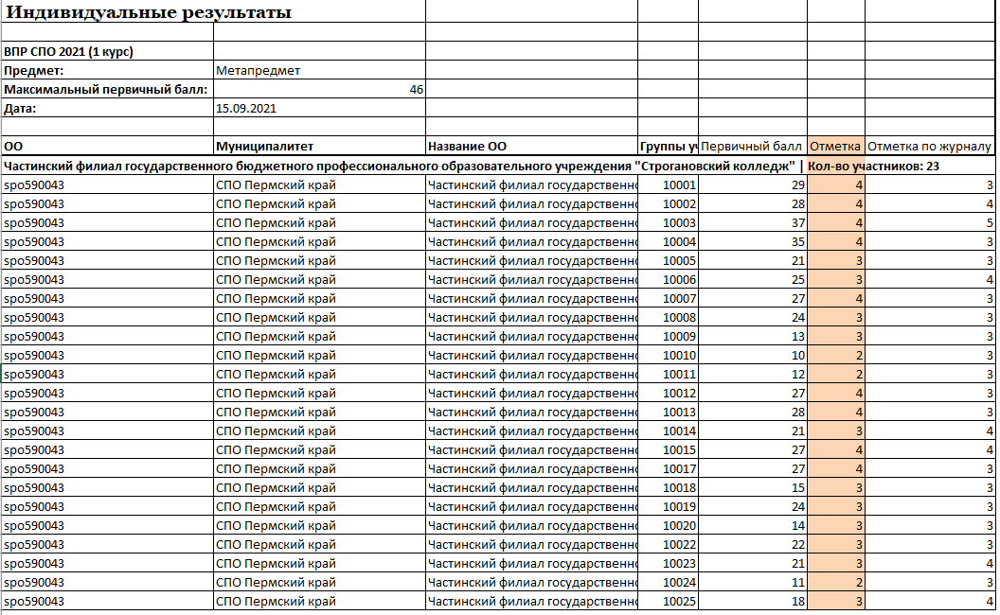 Индивидуальные результаты
ВПР СПО 2021 (1 курс)
Предмет: Метапредмет
Максимальный первичный балл: 46
Дата: 15.09.2021
ОО Муниципалитет Название ОО Группы уч Первичный балл Отметка Отметка по журналу
Частинский филиал государственного бюджетного профессионального образовательного учреждения "Строгановский колледж" | Кол-во участников: 23
spo590043 СПО Пермский край Частинский филиал государственно 10001 29 4 3
spo590043 СПО Пермский край Частинский филиал государственно 10002 28 4 4
spo590043 СПО Пермский край Частинский филиал государственно 10003 37 4 5
spo590043 СПО Пермский край Частинский филиал государственно 10004 35 4 3
spo590043 СПО Пермский край Частинский филиал государственно 10005 21 3 3
spo590043 СПО Пермский край Частинский филиал государственно 10006 25 3 4
spo590043 СПО Пермский край Частинский филиал государственно 10007 27 4 3
spo590043 СПО Пермский край Частинский филиал государственно 10008 24 3 3
spo590043 СПО Пермский край Частинский филиал государственно 10009 13 3 3
spo590043 СПО Пермский край Частинский филиал государственно 10010 10 2 3
spo590043 СПО Пермский край Частинский филиал государственно 10011 12 2 3
spo590043 СПО Пермский край Частинский филиал государственно 10012 27 4 3
spo590043 СПО Пермский край Частинский филиал государственно 10013 28 4 3
spo590043 СПО Пермский край Частинский филиал государственно 10014 21 3 4
spo590043 СПО Пермский край Частинский филиал государственно 10015 27 4 4
spo590043 СПО Пермский край Частинский филиал государственно 10017 27 4 3
spo590043 СПО Пермский край Частинский филиал государственно 10018 15 3 3
spo590043 СПО Пермский край Частинский филиал государственно 10019 24 3 3
spo590043 СПО Пермский край Частинский филиал государственно 10020 14 3 3
spo590043 СПО Пермский край Частинский филиал государственно 10022 22 3 3
spo590043 СПО Пермский край Частинский филиал государственно 10023 21 3 4
spo590043 СПО Пермский край Частинский филиал государственно 10024 11 2 3
spo590043 СПО Пермский край Частинский филиал государственно 10025 18 3 4